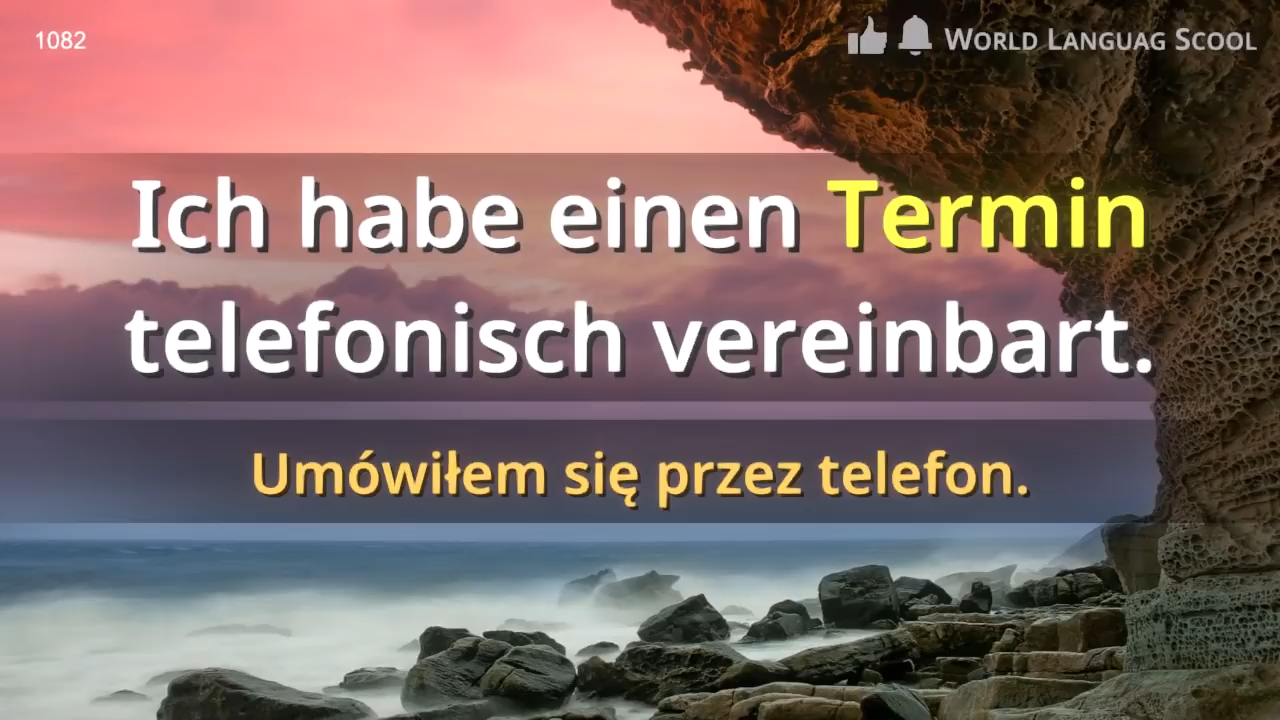 1082
WORLD LANGUAG SCOOL
Ich habe einen Termin
telefonisch vereinbart.
Umówiłem się przez telefon.